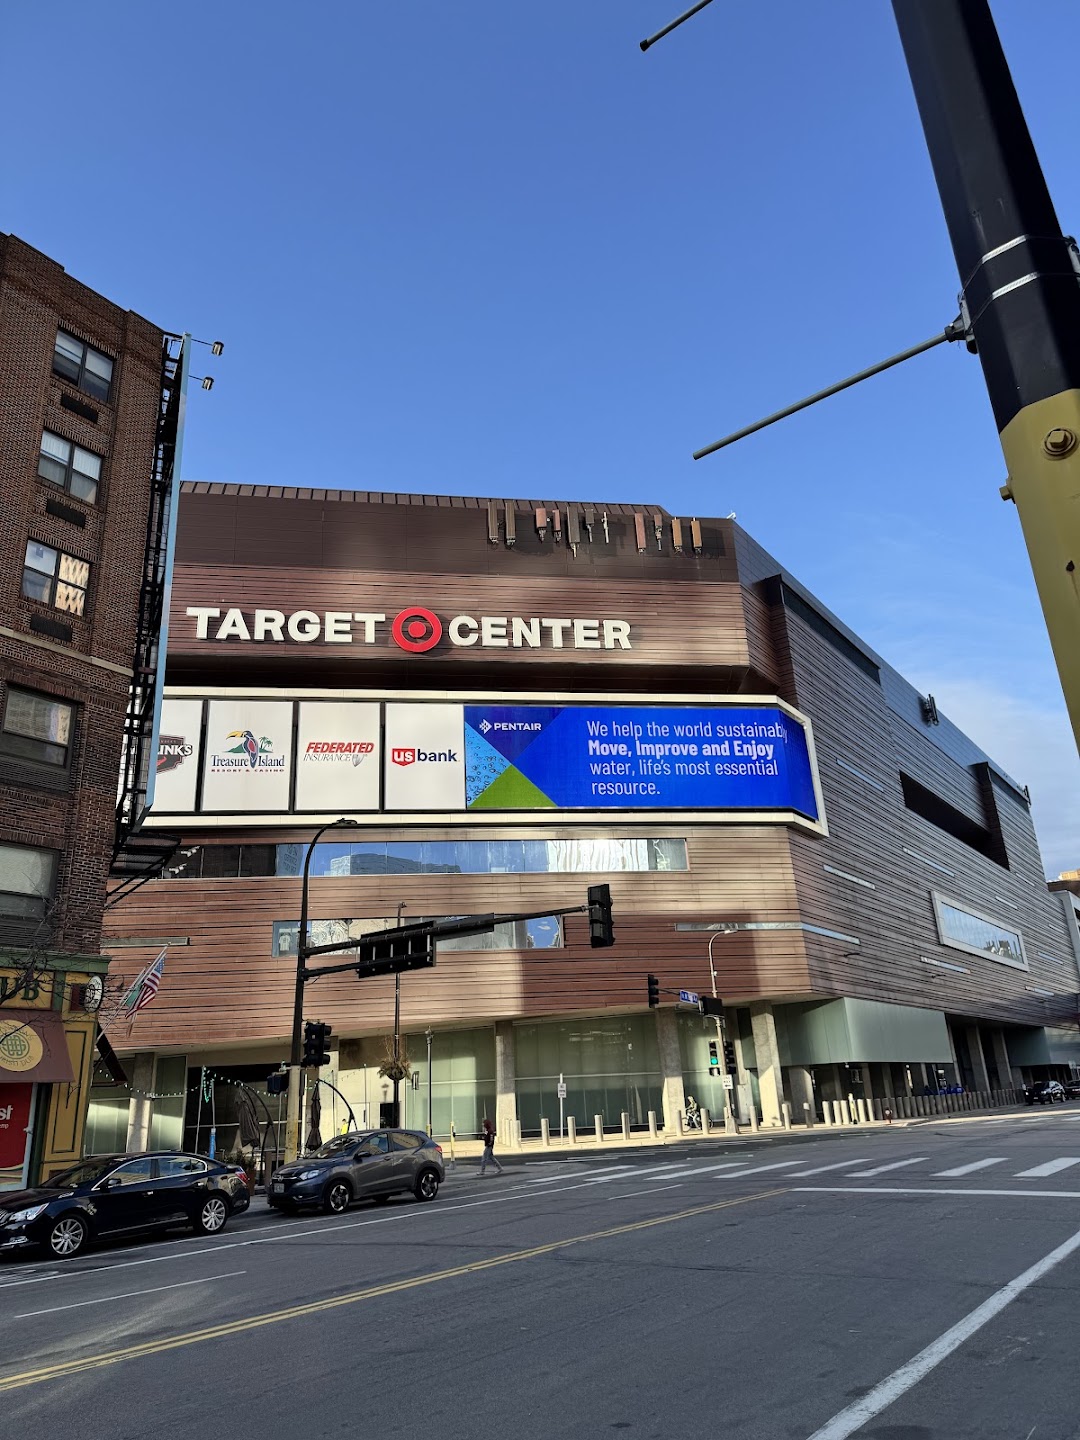 TARGET CENTER
INKS
Treasure Island
RESORT & CASINO
FEDERATED
INSURANCE
us bank
PENTAIR
We help the world sustainably
Move, Improve and Enjoy
water, life's most essential
resource.